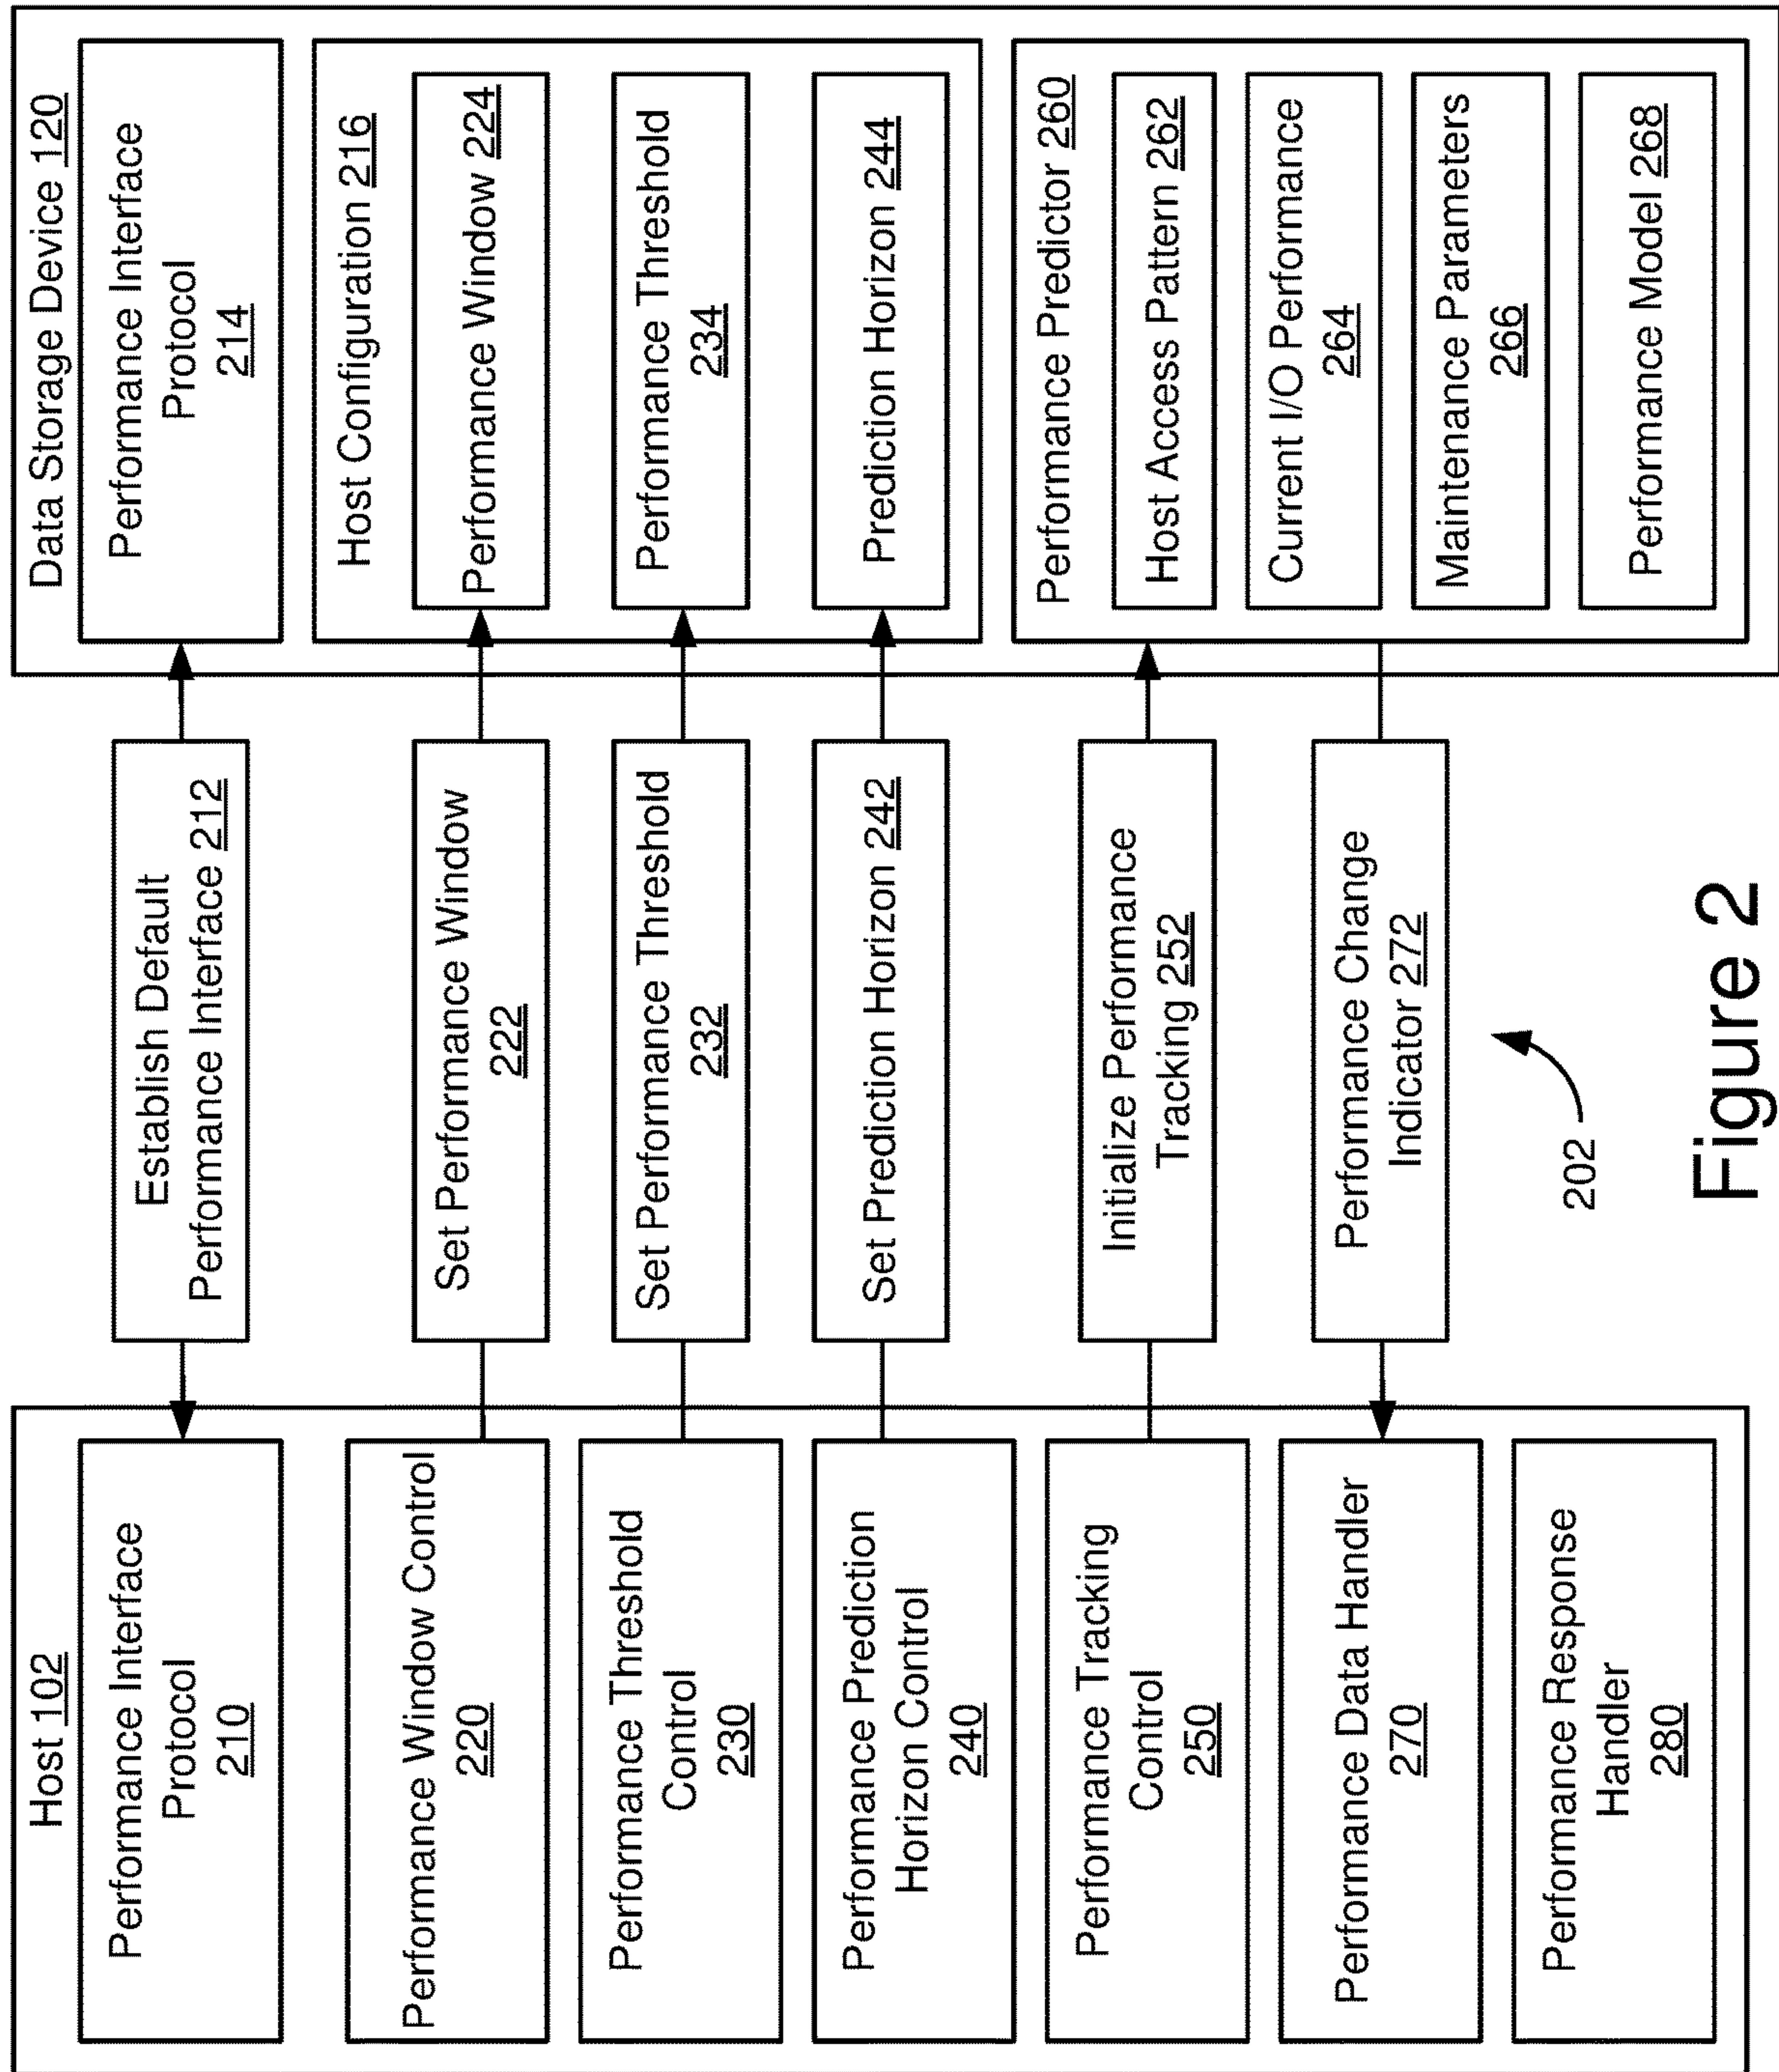 Host 102
Performance Interface
Protocol
210
Performance Window Control
220
Performance Threshold
Control
230
Performance Prediction
Horizon Control
240
Performance Tracking
Control
250
Performance Data Handler
270
Performance Response
Handler
280
Establish Default
Performance Interface 212
Set Performance Window
222
Set Performance Threshold
232
Set Prediction Horizon 242
Initialize Performance
Tracking 252
Performance Change
Indicator 272
202
Data Storage Device 120
Performance Interface
Protocol
214
Host Configuration 216
Performance Window 224
Performance Threshold
234
Prediction Horizon 244
Performance Predictor 260
Host Access Pattern 262
Current I/O Performance
264
Maintenance Parameters
266
Performance Model 268
Figure 2